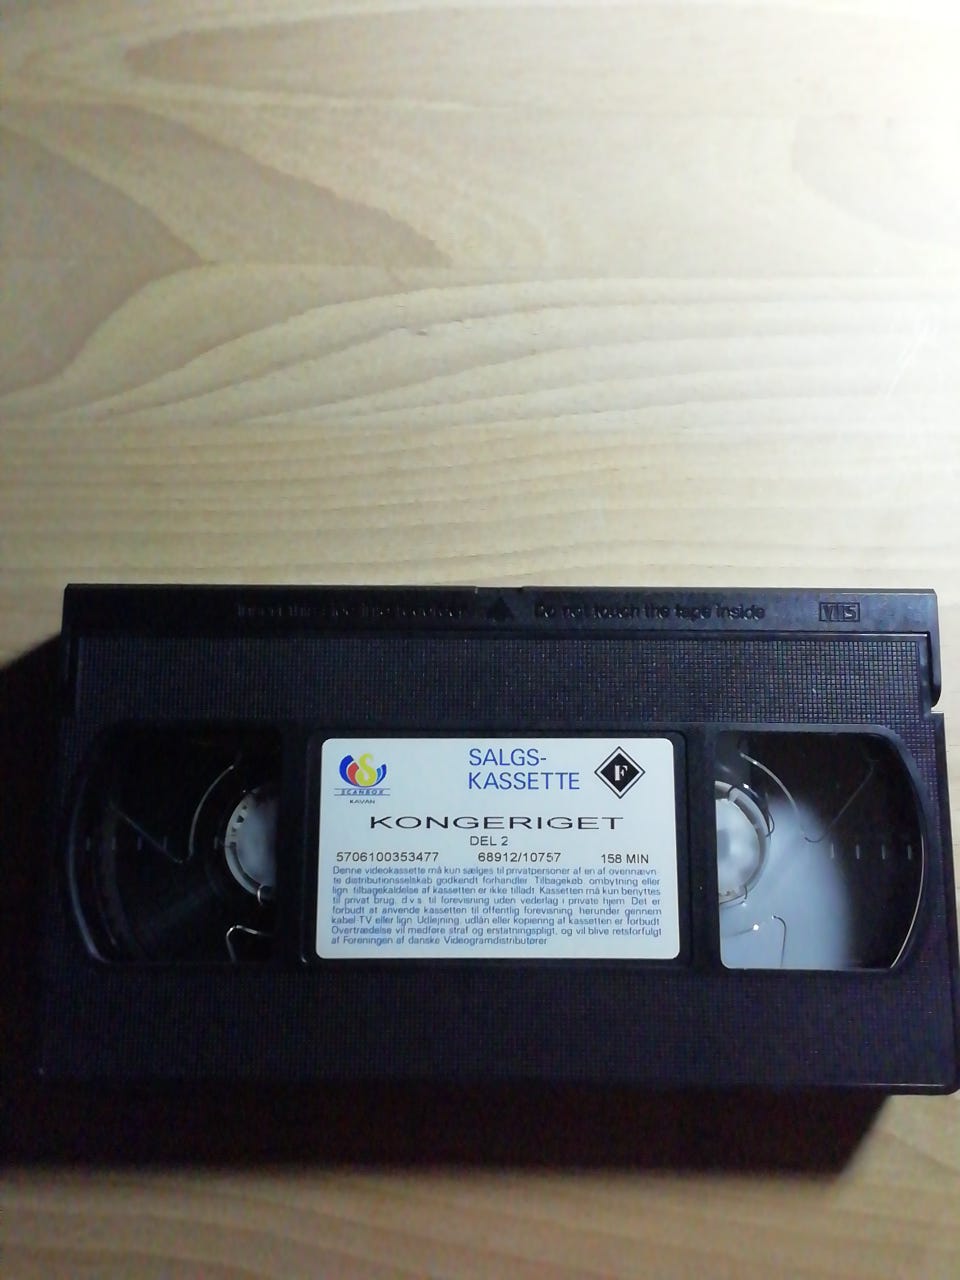 Insert this side into recorder Do not touch the tape inside VHS
SCANBOX
KAVAN
SALGS-
KASSETTE
F
KONGERIGET
DEL 2
5706100353477 68912/10757 158 MIN
Denne videokassette må kun sælges til privatpersoner af en af ovennævn-
te distributionsselskab godkendt forhandler. Tilbagekøb, ombytning eller
lign. tilbagekaldelse af kassetten er ikke tilladt. Kassetten må kun benyttes
til privat brug, d v s til forevisning uden vederlag i private hjem. Det er
forbudt at anvende kassetten til offentlig forevisning, herunder gennem
kabel-TV eller lign. Udlejning, udlån eller kopiering af kassetten er forbudt.
Overtrædelse vil medføre straf og erstatningspligt, og vil blive retsforfulgt
af Foreningen af danske Videogramdistributører